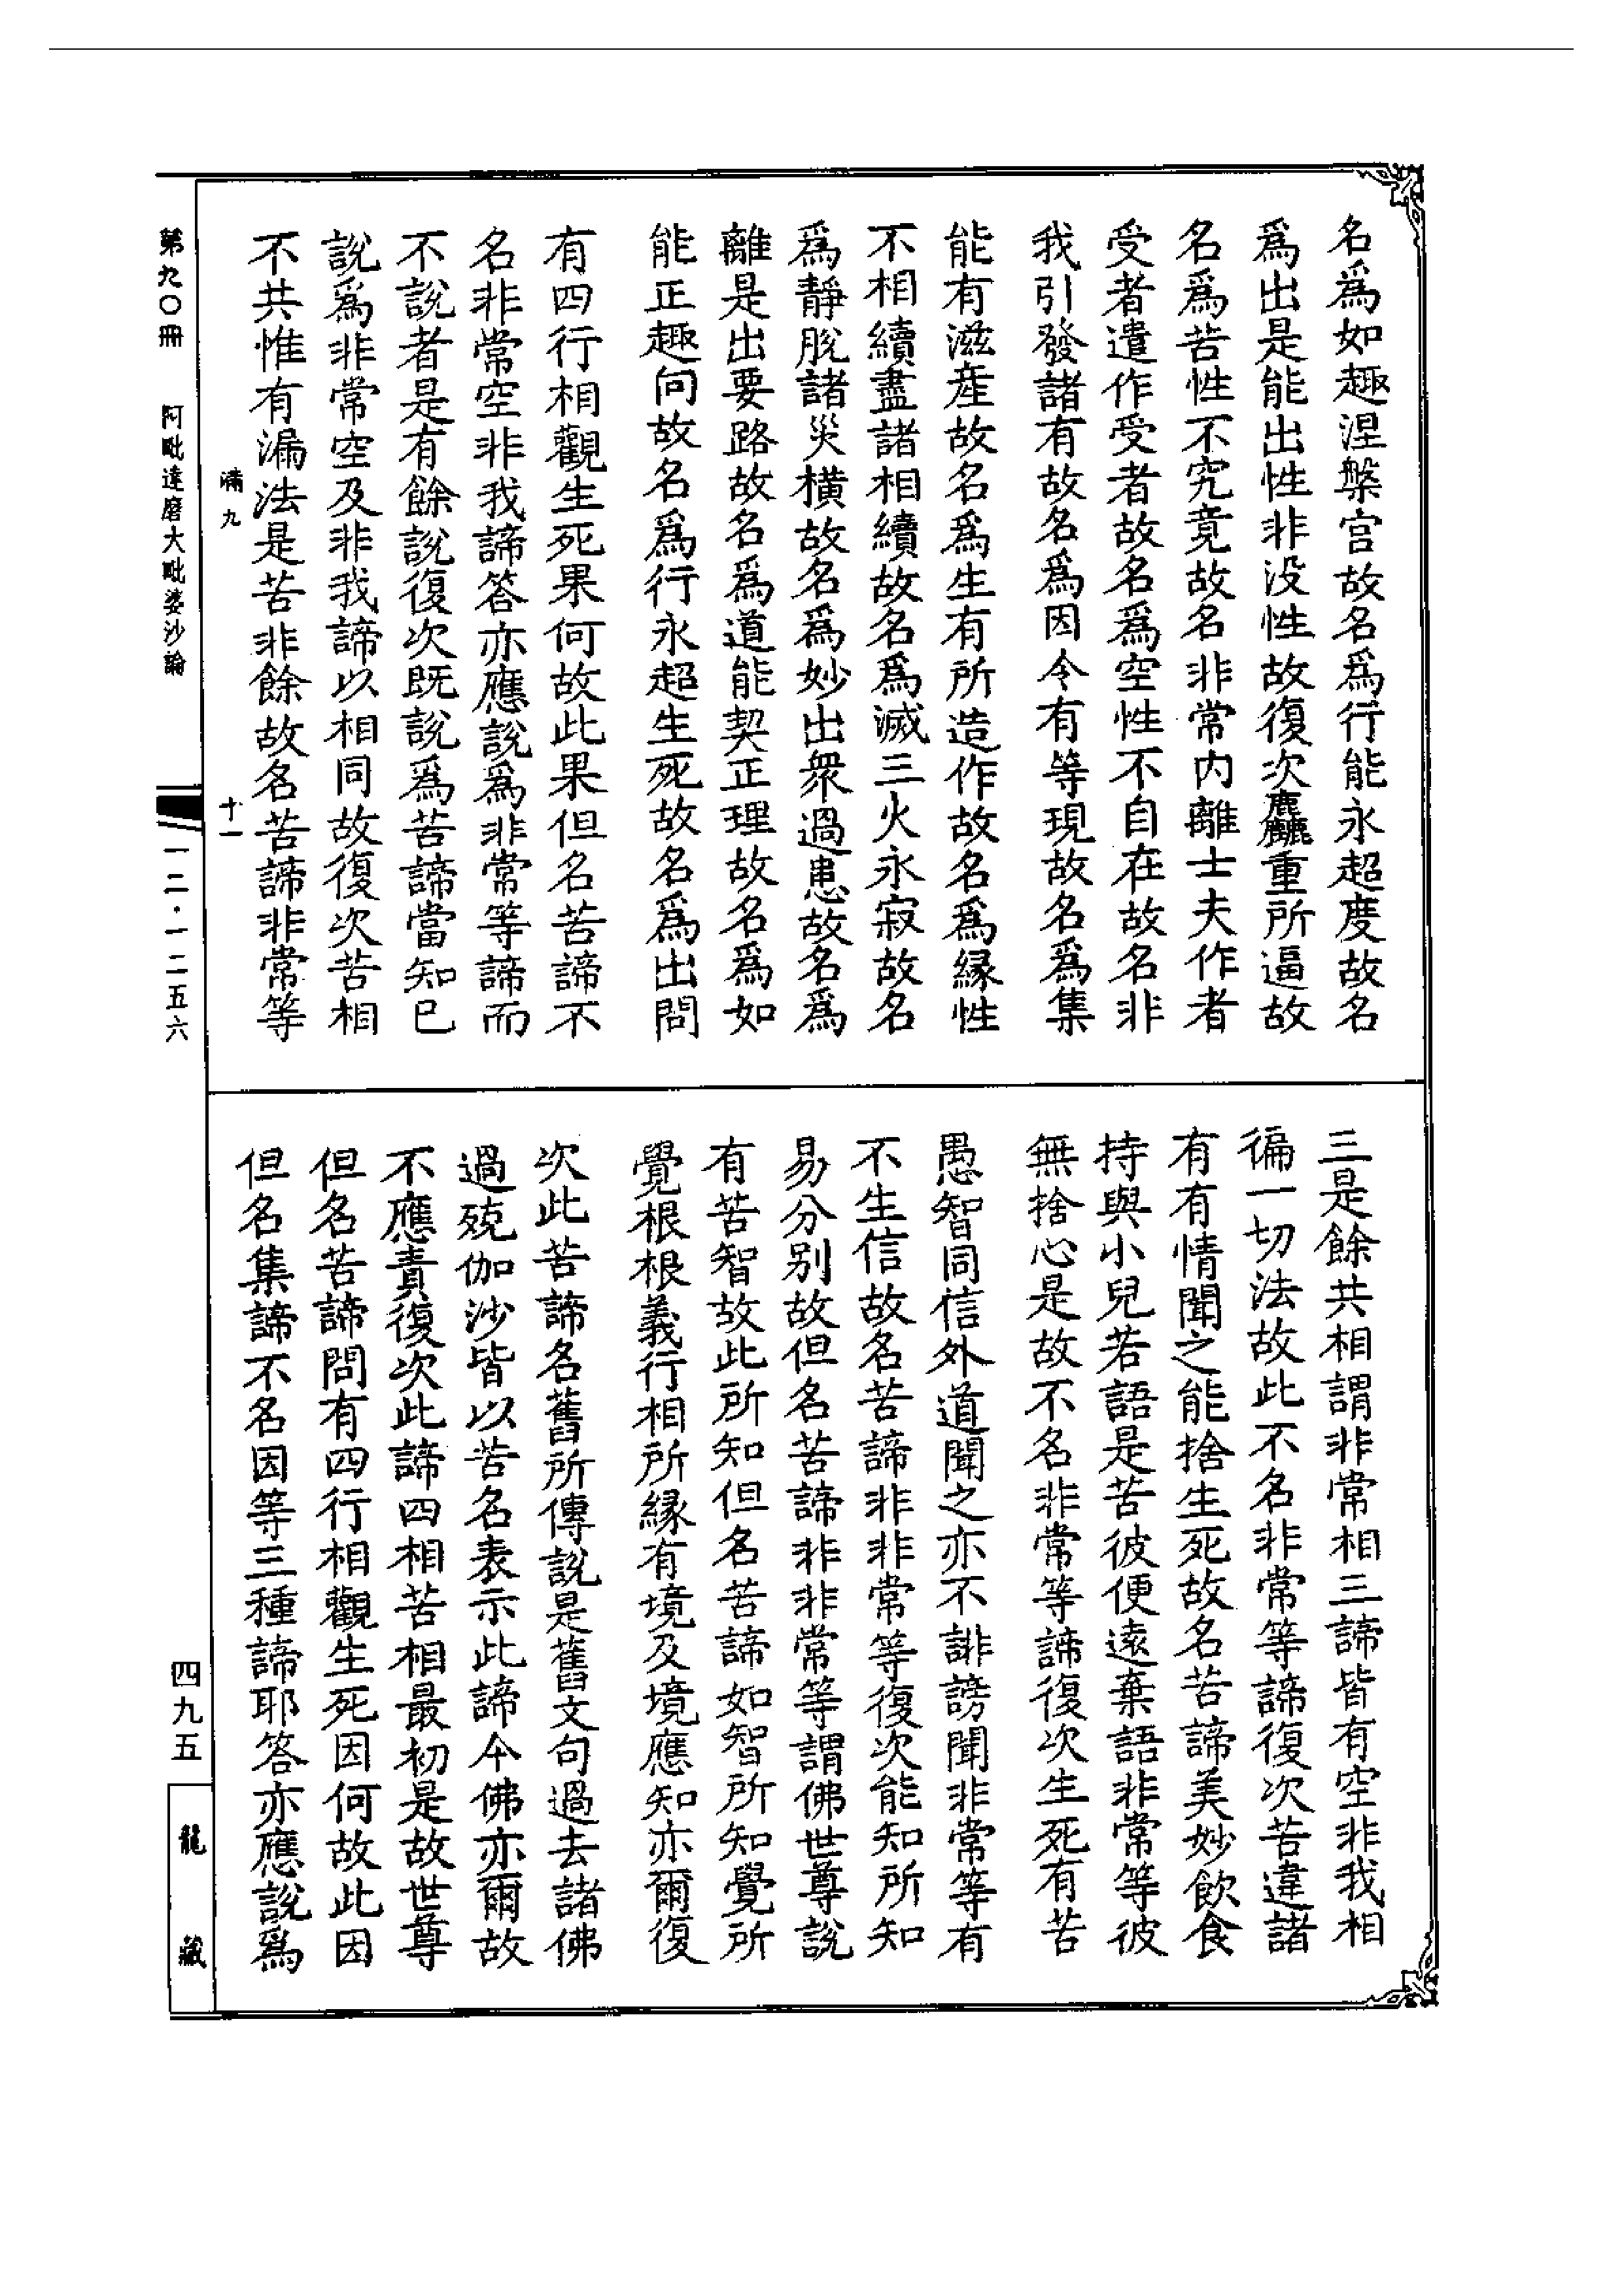 名爲如趣涅槃宫故名爲行能永超度故名
爲出是能出性非没性故復次麤重所逼故
名爲苦性不究竟故名非常内離士夫作者
受者遣作受者故名爲空性不自在故名非
我引發諸有故名爲因令有等現故名爲集
能有滋産故名爲生有所造作故名爲縁性
不相續盡諸相續故名爲滅三火永寂故名
爲靜脫諸災横故名爲妙出衆過患故名爲
離是出要路故名爲道能契正理故名爲如
能正趣向故名爲行永超生死故名爲出問
有四行相觀生死果何故此果但名苦諦不
名非常空非我諦答亦應說爲非常等諦而
不說者是有餘說復次既說爲苦諦當知已
說爲非常空及非我諦以相同故復次苦相
不共惟有漏法是苦非餘故名苦諦非常等
滿九
十一
三是餘共相謂非常相三諦皆有空非我相
徧一切法故此不名非常等諦復次苦違諸
有有情聞之能捨生死故名苦諦美妙飲食
持與小兒若語是苦彼便遠棄語非常等彼
無捨心是故不名非常等諦復次生死有苦
愚智同信外道聞之亦不誹謗聞非常等有
不生信故名苦諦非非常等復次能知所知
易分别故但名苦諦非非常等謂佛世尊說
有苦智故此所知但名苦諦如智所知覺所
覺根根義行相所縁有境及境應知亦爾復
次此苦諦名舊所傳說是舊文句過去諸佛
過殑伽沙皆以苦名表示此諦今佛亦爾故
不應責復次此諦四相苦相最初是故世尊
但名苦諦問有四行相觀生死因何故此因
但名集諦不名因等三種諦耶答亦應說爲
第九〇冊
阿毗達磨大毗婆沙論
一二·一二五六
四九五
龍藏